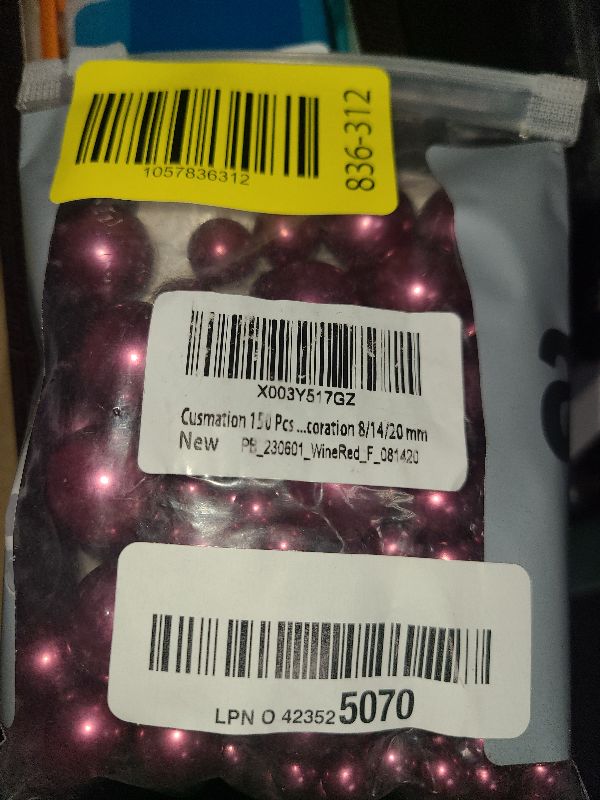 1057836312
836-312
X003Y517GZ
Cusmation 150 Pcs ...coration 8/14/20 mm
New PB_230601_WineRed_F_081420
LPN O 42352 5070